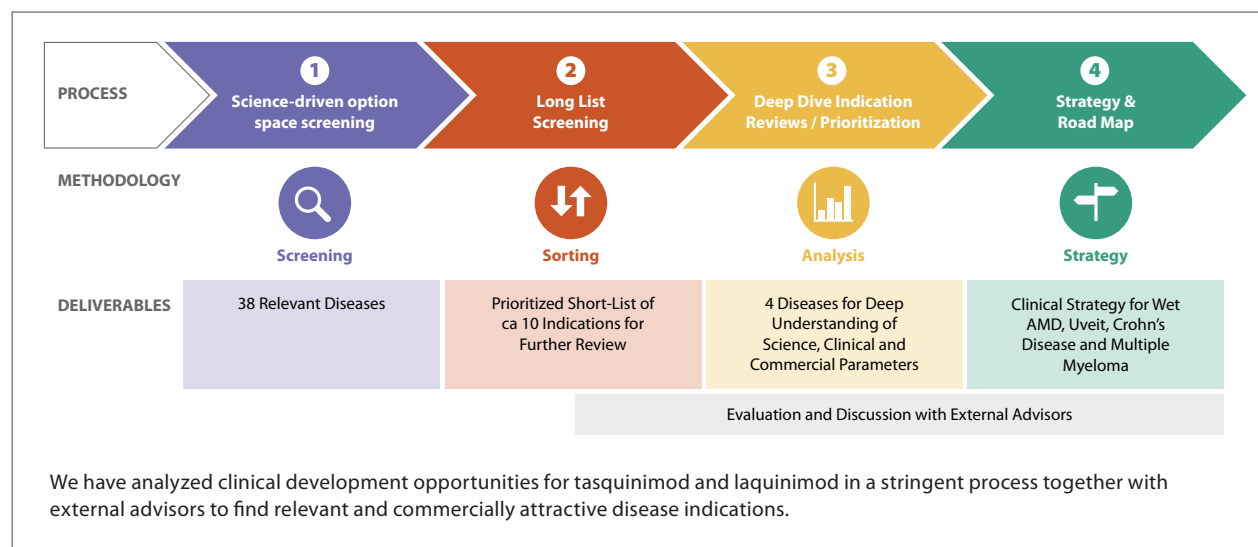 PROCESS
1
Science-driven option
space screening
2
Long List
Screening
3
Deep Dive Indication
Reviews / Prioritization
4
Strategy &
Road Map
METHODOLOGY
Screening
Sorting
Analysis
Strategy
DELIVERABLES
38 Relevant Diseases
Prioritized Short-List of
ca 10 Indications for
Further Review
4 Diseases for Deep
Understanding of
Science, Clinical and
Commercial Parameters
Clinical Strategy for Wet
AMD, Uveit, Crohn’s
Disease and Multiple
Myeloma
Evaluation and Discussion with External Advisors
We have analyzed clinical development opportunities for tasquinimod and laquinimod in a stringent process together with
external advisors to find relevant and commercially attractive disease indications.